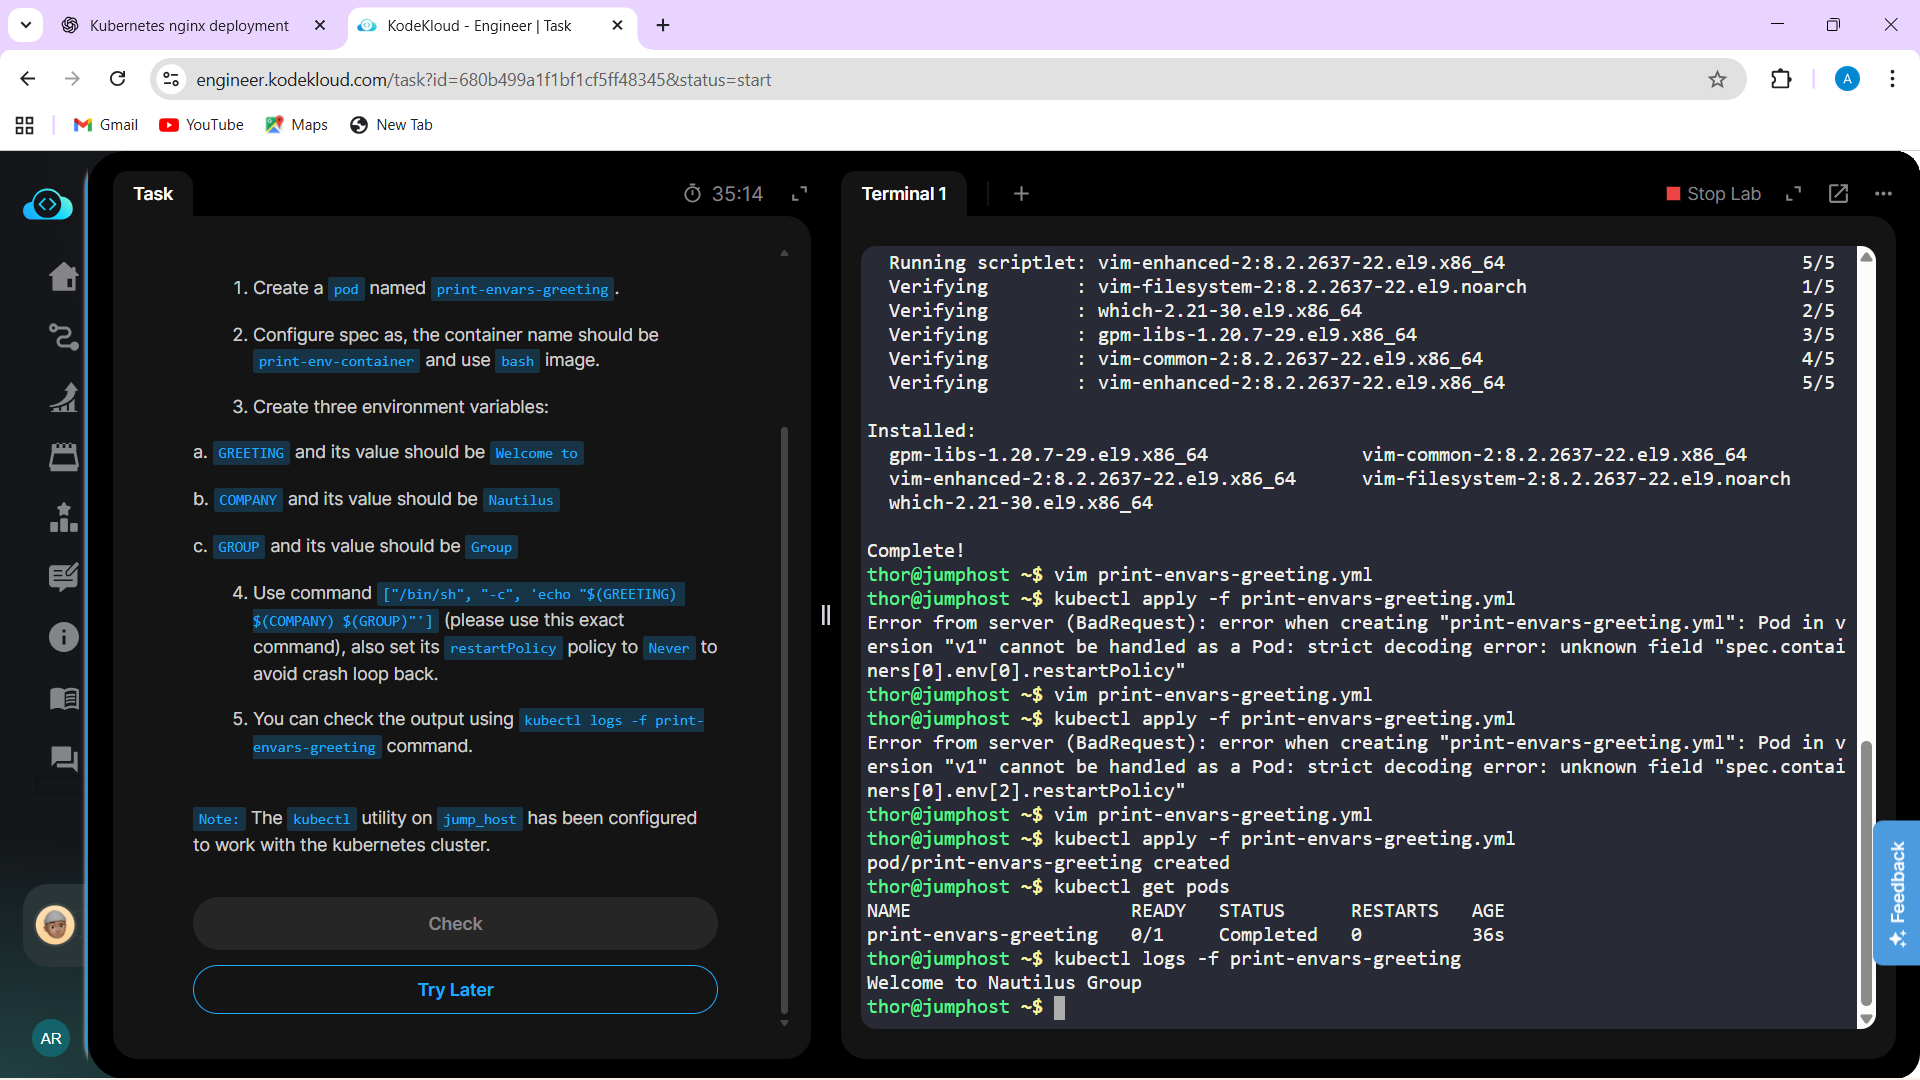 Kubernetes nginx deployment
KodeKloud - Engineer | Task
engineer.kodekloud.com/task?id=680b499a1f1bf1cf5ff48345&status=start
A
Gmail
YouTube
Maps
New Tab
Task
35:14
1. Create a pod named print-envars-greeting.
2. Configure spec as, the container name should be
print-env-container and use bash image.
3. Create three environment variables:
a. GREETING and its value should be Welcome to
b. COMPANY and its value should be Nautilus
c. GROUP and its value should be Group
4. Use command ["/bin/sh", "-c", 'echo "$(GREETING)
$(COMPANY) $(GROUP)"'] (please use this exact
command), also set its restartPolicy policy to Never to
avoid crash loop back.
5. You can check the output using kubectl logs -f print-
envars-greeting command.
Note: The kubectl utility on jump_host has been configured
to work with the kubernetes cluster.
Check
Try Later
AR
Terminal 1
Stop Lab
Running scriptlet: vim-enhanced-2:8.2.2637-22.el9.x86_64 5/5
Verifying : vim-filesystem-2:8.2.2637-22.el9.noarch 1/5
Verifying : which-2.21-30.el9.x86_64 2/5
Verifying : gpm-libs-1.20.7-29.el9.x86_64 3/5
Verifying : vim-common-2:8.2.2637-22.el9.x86_64 4/5
Verifying : vim-enhanced-2:8.2.2637-22.el9.x86_64 5/5
Installed:
gpm-libs-1.20.7-29.el9.x86_64 vim-common-2:8.2.2637-22.el9.x86_64
vim-enhanced-2:8.2.2637-22.el9.x86_64 vim-filesystem-2:8.2.2637-22.el9.noarch
which-2.21-30.el9.x86_64
Complete!
thor@jumphost ~$ vim print-envars-greeting.yml
thor@jumphost ~$ kubectl apply -f print-envars-greeting.yml
Error from server (BadRequest): error when creating "print-envars-greeting.yml": Pod in v
ersion "v1" cannot be handled as a Pod: strict decoding error: unknown field "spec.contai
ners[0].env[0].restartPolicy"
thor@jumphost ~$ vim print-envars-greeting.yml
thor@jumphost ~$ kubectl apply -f print-envars-greeting.yml
Error from server (BadRequest): error when creating "print-envars-greeting.yml": Pod in v
ersion "v1" cannot be handled as a Pod: strict decoding error: unknown field "spec.contai
ners[0].env[2].restartPolicy"
thor@jumphost ~$ vim print-envars-greeting.yml
thor@jumphost ~$ kubectl apply -f print-envars-greeting.yml
pod/print-envars-greeting created
thor@jumphost ~$ kubectl get pods
NAME READY STATUS RESTARTS AGE
print-envars-greeting 0/1 Completed 0 36s
thor@jumphost ~$ kubectl logs -f print-envars-greeting
Welcome to Nautilus Group
thor@jumphost ~$
Feedback